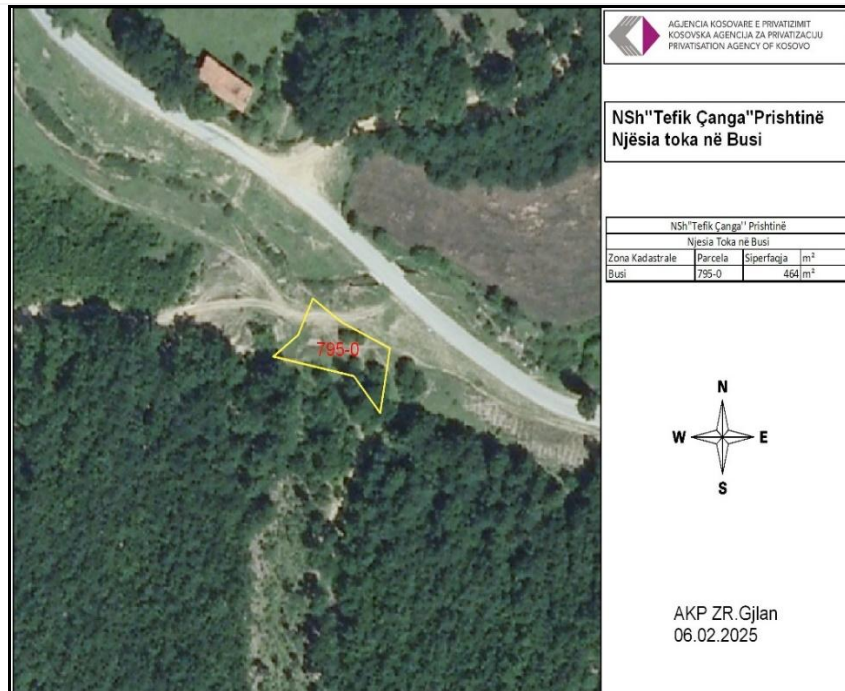 AGJENCIA KOSOVARE E PRIVATIZIMIT
KOSOVSKA AGENCIJA ZA PRIVATIZACIJU
PRIVATISATION AGENCY OF KOSOVO
NSh"Tefik Çanga"Prishtinë
Njësia toka në Busi
NSh"Tefik Çanga'' Prishtinë
Njesia Toka në Busi
Zona Kadastrale Parcela Siperfaqja m²
Busi 795-0 464 m²
795-0
N
W E
S
AKP ZR.Gjilan
06.02.2025